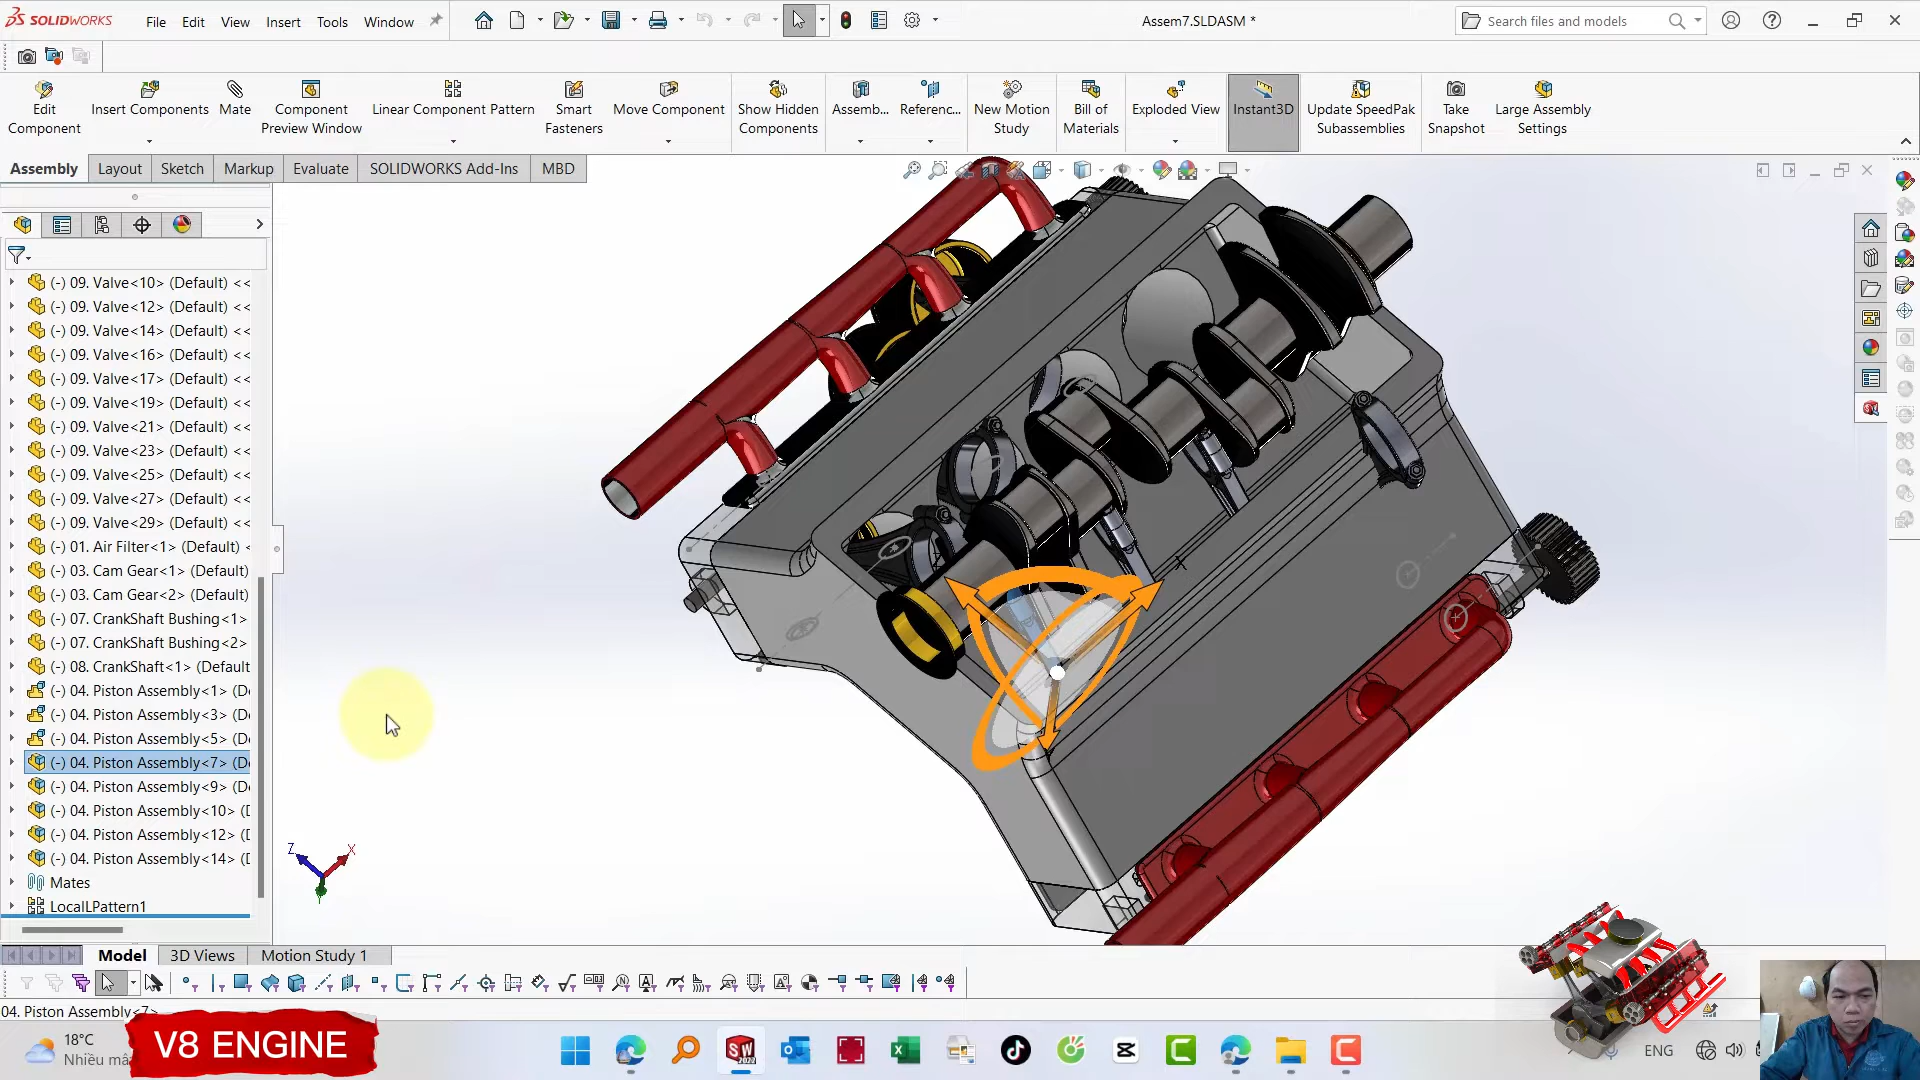 SOLIDWORKS
File Edit View Insert Tools Window
Assem7.SLDASM *
Search files and models
Edit Component
Insert Components
Mate
Component Preview Window
Linear Component Pattern
Smart Fasteners
Move Component
Show Hidden Components
Assemb...
Referenc...
New Motion Study
Bill of Materials
Exploded View
Instant3D
Update SpeedPak Subassemblies
Take Snapshot
Large Assembly Settings
Assembly Layout Sketch Markup Evaluate SOLIDWORKS Add-Ins MBD
(-) 09. Valve<10> (Default) <<
(-) 09. Valve<12> (Default) <<
(-) 09. Valve<14> (Default) <<
(-) 09. Valve<16> (Default) <<
(-) 09. Valve<17> (Default) <<
(-) 09. Valve<19> (Default) <<
(-) 09. Valve<21> (Default) <<
(-) 09. Valve<23> (Default) <<
(-) 09. Valve<25> (Default) <<
(-) 09. Valve<27> (Default) <<
(-) 09. Valve<29> (Default) <<
(-) 01. Air Filter<1> (Default) <
(-) 03. Cam Gear<1> (Default)
(-) 03. Cam Gear<2> (Default)
(-) 07. CrankShaft Bushing<1>
(-) 07. CrankShaft Bushing<2>
(-) 08. CrankShaft<1> (Default
(-) 04. Piston Assembly<1> (D
(-) 04. Piston Assembly<3> (D
(-) 04. Piston Assembly<5> (D
(-) 04. Piston Assembly<7> (D
(-) 04. Piston Assembly<9> (D
(-) 04. Piston Assembly<10> (
(-) 04. Piston Assembly<12> (
(-) 04. Piston Assembly<14> (
Mates
LocalLPattern1
Z X
X
Model 3D Views Motion Study 1
04. Piston Assembly<7>
18°C
Nhiều mâ
V8 ENGINE
SW
2022
ENG